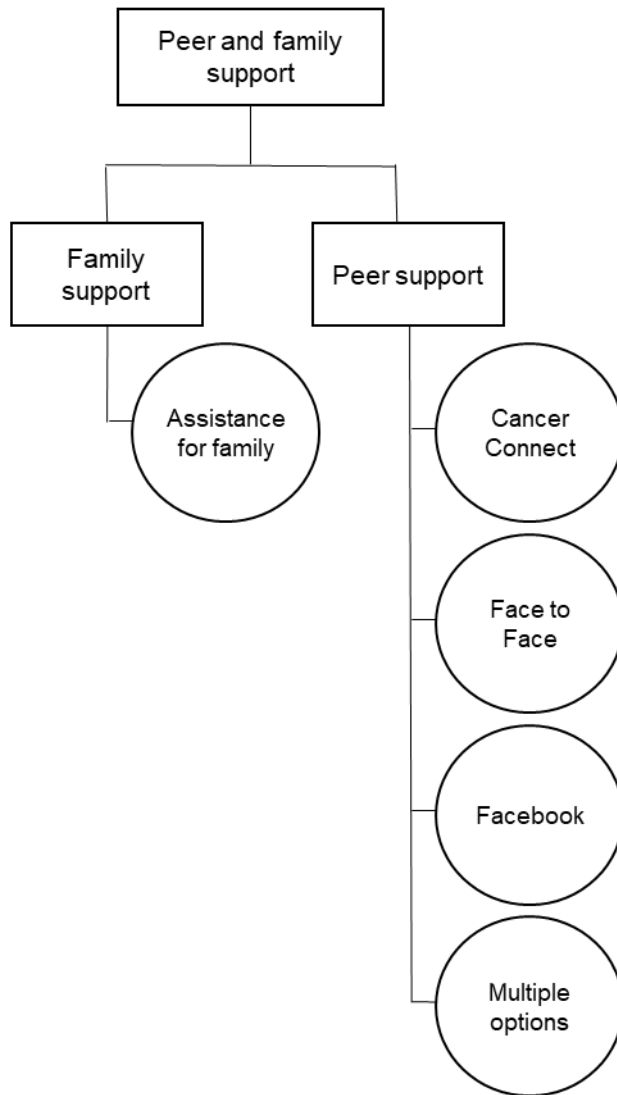 Peer and family
support
Family
support
Peer support
Assistance
for family
Cancer
Connect
Face to
Face
Facebook
Multiple
options